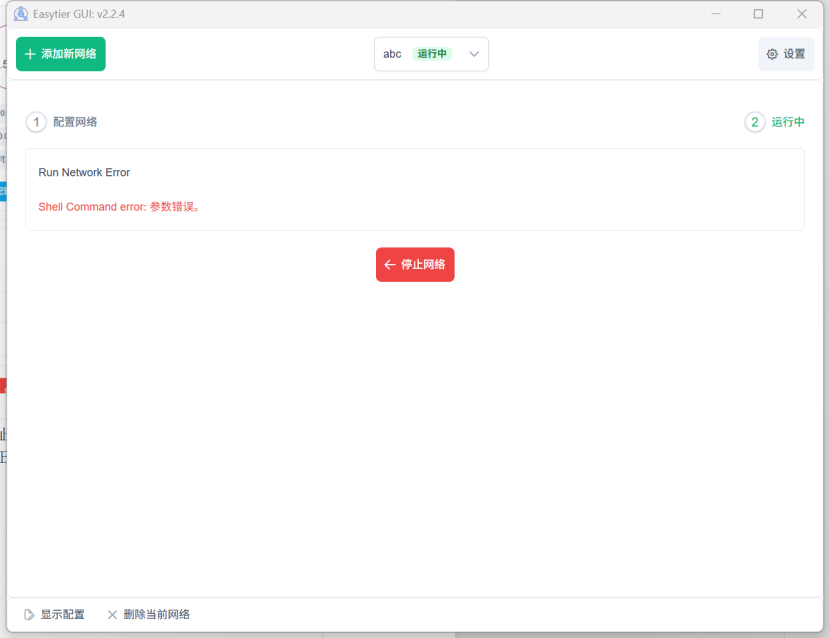 Easytier GUI: v2.2.4
添加新网络
abc 运行中
设置
1 配置网络
2 运行中
Run Network Error
Shell Command error: 参数错误。
停止网络
显示配置
删除当前网络